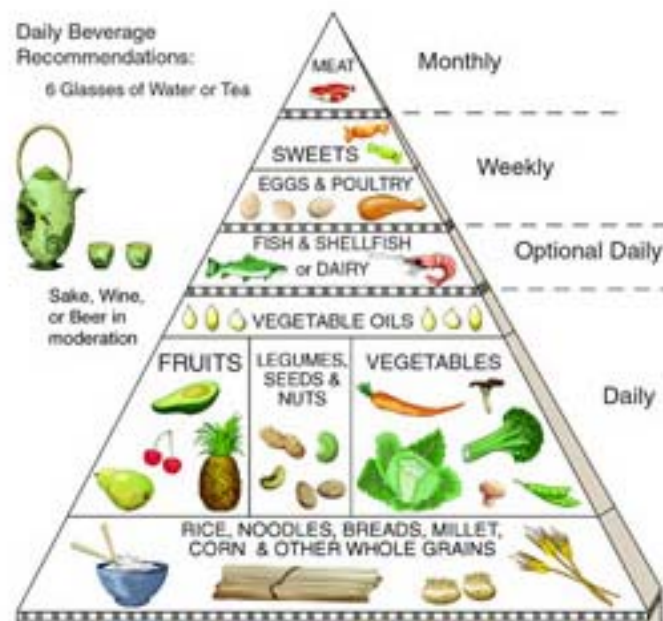 Daily Beverage
Recommendations:
6 Glasses of Water or Tea
Sake, Wine,
or Beer in
moderation
MEAT
Monthly
SWEETS
EGGS & POULTRY
Weekly
FISH & SHELLFISH
or DAIRY
Optional Daily
VEGETABLE OILS
FRUITS
LEGUMES,
SEEDS &
NUTS
VEGETABLES
Daily
RICE, NOODLES, BREADS, MILLET,
CORN & OTHER WHOLE GRAINS